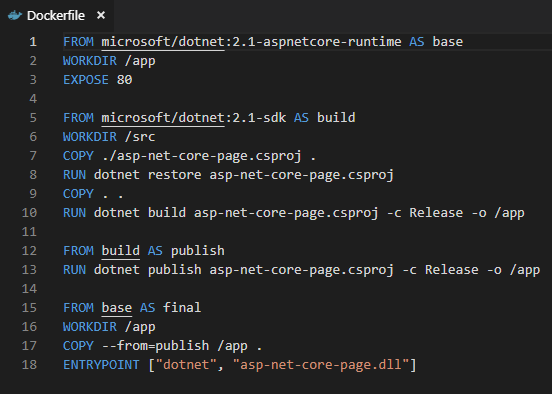 Dockerfile ×
1 FROM microsoft/dotnet:2.1-aspnetcore-runtime AS base
2 WORKDIR /app
3 EXPOSE 80
4
5 FROM microsoft/dotnet:2.1-sdk AS build
6 WORKDIR /src
7 COPY ./asp-net-core-page.csproj .
8 RUN dotnet restore asp-net-core-page.csproj
9 COPY . .
10 RUN dotnet build asp-net-core-page.csproj -c Release -o /app
11
12 FROM build AS publish
13 RUN dotnet publish asp-net-core-page.csproj -c Release -o /app
14
15 FROM base AS final
16 WORKDIR /app
17 COPY --from=publish /app .
18 ENTRYPOINT ["dotnet", "asp-net-core-page.dll"]